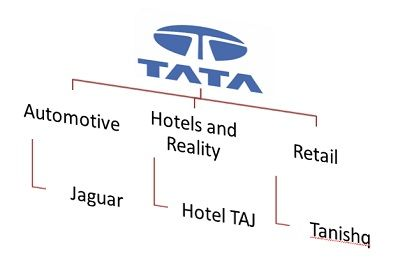 TATA
Automotive
Hotels and
Reality
Retail
Jaguar
Hotel TAJ
Tanishq